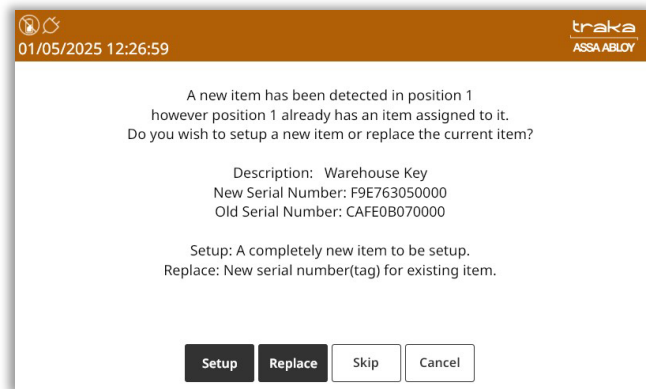 01/05/2025 12:26:59
traka
ASSA ABLOY
A new item has been detected in position 1
however position 1 already has an item assigned to it.
Do you wish to setup a new item or replace the current item?
Description: Warehouse Key
New Serial Number: F9E763050000
Old Serial Number: CAFE0B070000
Setup: A completely new item to be setup.
Replace: New serial number(tag) for existing item.
Setup Replace Skip Cancel